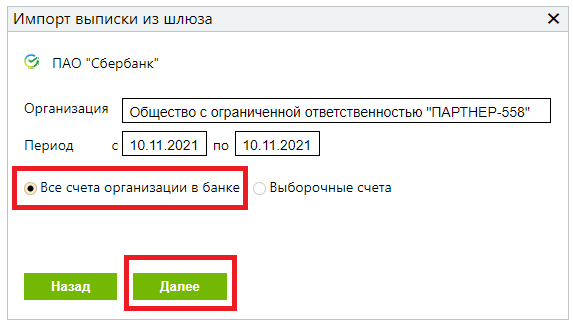 Импорт выписки из шлюза
ПАО "Сбербанк"
Организация Общество с ограниченной ответственностью "ПАРТНЕР-558"
Период с 10.11.2021 по 10.11.2021
Все счета организации в банке Выборочные счета
Назад Далее